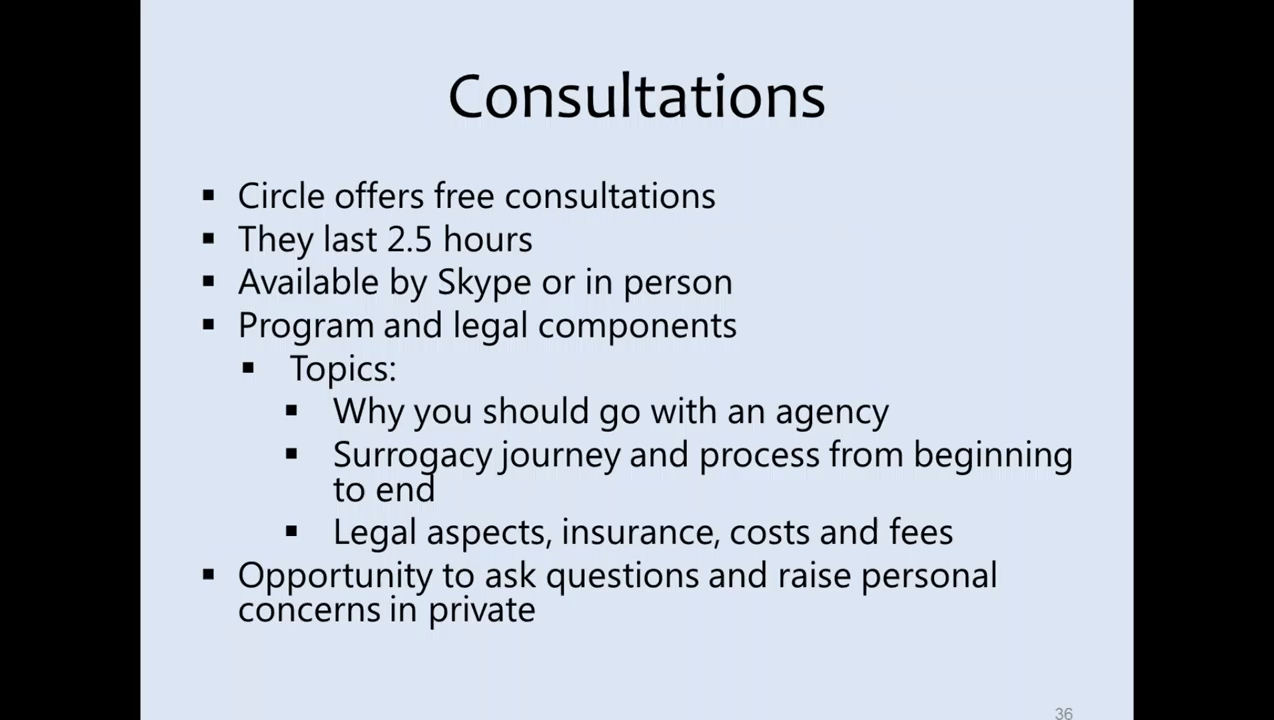 Consultations
▪ Circle offers free consultations
▪ They last 2.5 hours
▪ Available by Skype or in person
▪ Program and legal components
▪ Topics:
▪ Why you should go with an agency
▪ Surrogacy journey and process from beginning
to end
▪ Legal aspects, insurance, costs and fees
▪ Opportunity to ask questions and raise personal
concerns in private
36